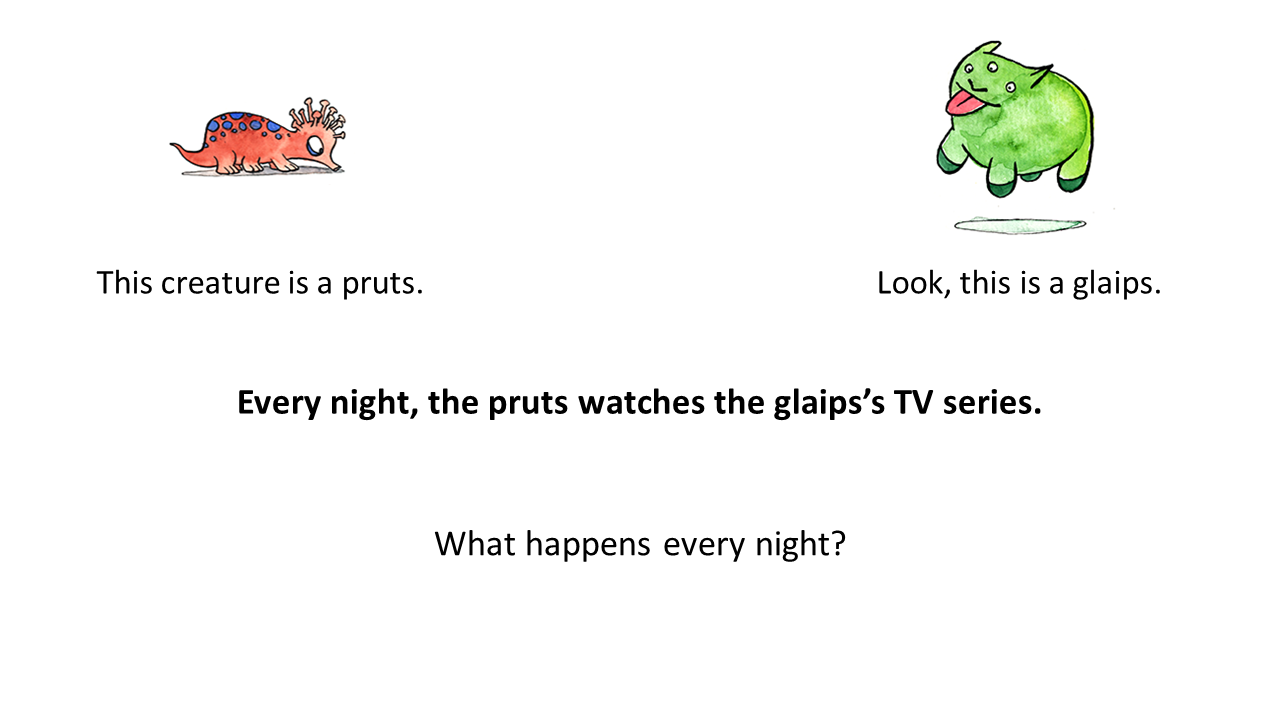 This creature is a pruts.
Look, this is a glaips.
Every night, the pruts watches the glaips’s TV series.
What happens every night?